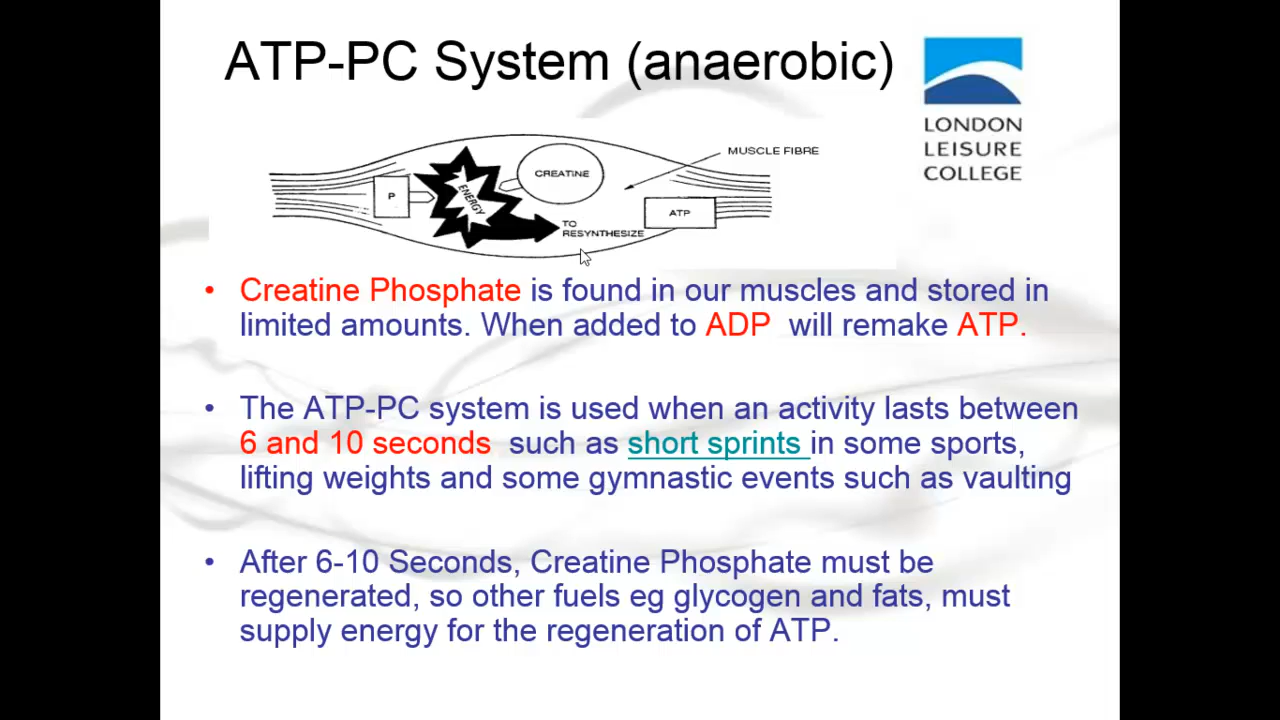 ATP-PC System (anaerobic)
LONDON
LEISURE
COLLEGE
MUSCLE FIBRE
CREATINE
P
ENERGY
ATP
TO
RESYNTHESIZE
• Creatine Phosphate is found in our muscles and stored in
limited amounts. When added to ADP will remake ATP.
• The ATP-PC system is used when an activity lasts between
6 and 10 seconds such as short sprints in some sports,
lifting weights and some gymnastic events such as vaulting
• After 6-10 Seconds, Creatine Phosphate must be
regenerated, so other fuels eg glycogen and fats, must
supply energy for the regeneration of ATP.